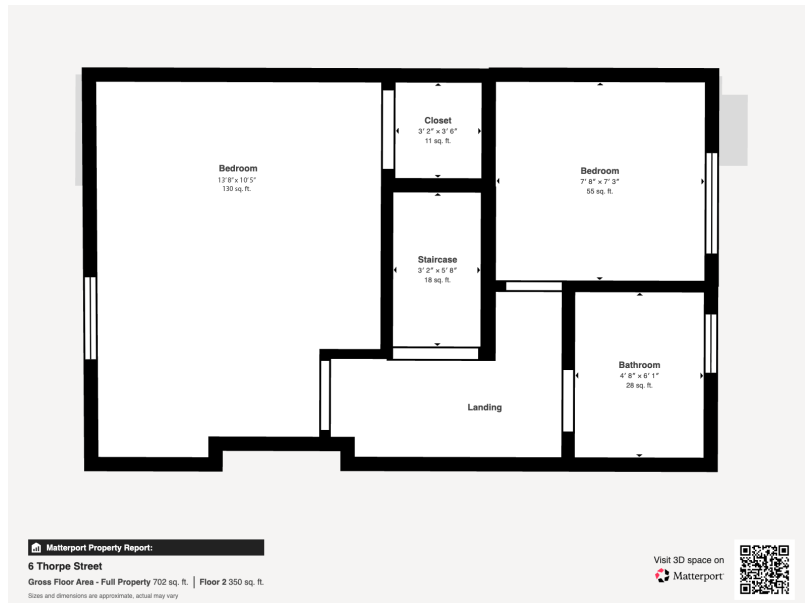 Closet
3' 2" × 3' 6"
11 sq. ft.
Bedroom
13'8"x 10'5"
130 sq. ft.
Bedroom
7' 8" × 7' 3"
55 sq. ft.
Staircase
3' 2" × 5' 8"
18 sq. ft.
Bathroom
4' 8" × 6' 1"
28 sq. ft.
Landing
Matterport Property Report:
6 Thorpe Street
Gross Floor Area - Full Property 702 sq. ft. | Floor 2 350 sq. ft.
Sizes and dimensions are approximate, actual may vary
Visit 3D space on
Matterport